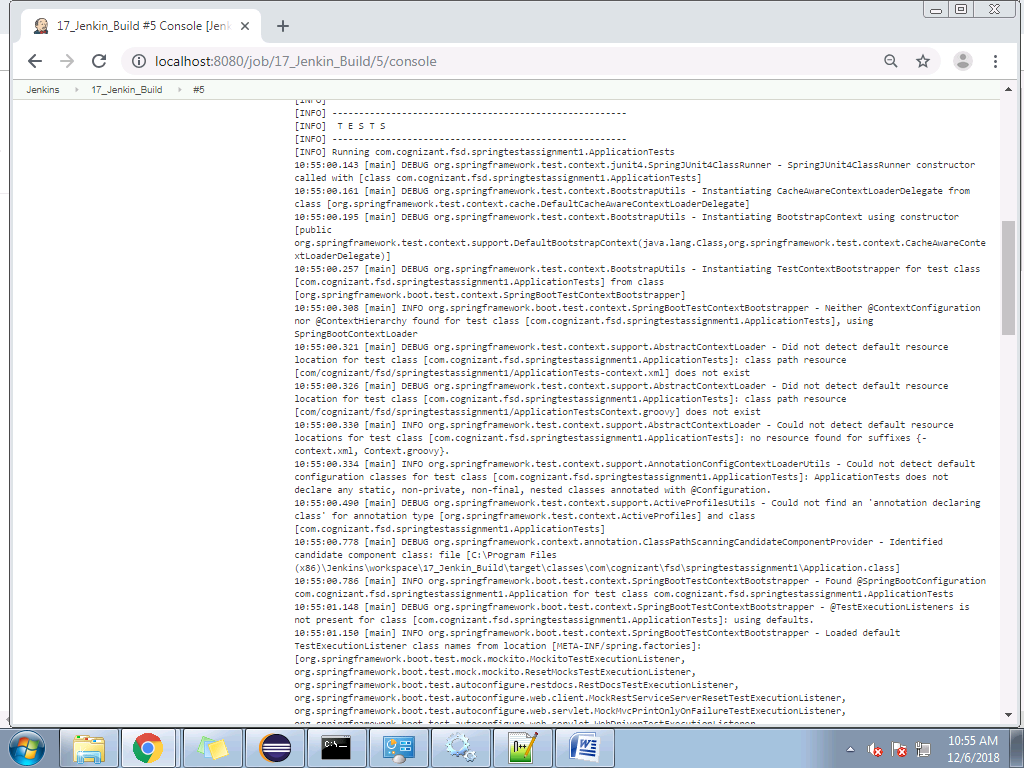 17_Jenkin_Build #5 Console [Jenk
localhost:8080/job/17_Jenkin_Build/5/console
Jenkins 17_Jenkin_Build #5
[INFO]
[INFO] -------------------------------------------------------
[INFO]  T E S T S
[INFO] -------------------------------------------------------
[INFO] Running com.cognizant.fsd.springtestassignment1.ApplicationTests
10:55:00.143 [main] DEBUG org.springframework.test.context.junit4.SpringJUnit4ClassRunner - SpringJUnit4ClassRunner constructor
called with [class com.cognizant.fsd.springtestassignment1.ApplicationTests]
10:55:00.161 [main] DEBUG org.springframework.test.context.BootstrapUtils - Instantiating CacheAwareContextLoaderDelegate from
class [org.springframework.test.context.cache.DefaultCacheAwareContextLoaderDelegate]
10:55:00.195 [main] DEBUG org.springframework.test.context.BootstrapUtils - Instantiating BootstrapContext using constructor
[public
org.springframework.test.context.support.DefaultBootstrapContext(java.lang.Class,org.springframework.test.context.CacheAwareConte
xtLoaderDelegate)]
10:55:00.257 [main] DEBUG org.springframework.test.context.BootstrapUtils - Instantiating TestContextBootstrapper for test class
[com.cognizant.fsd.springtestassignment1.ApplicationTests] from class
[org.springframework.boot.test.context.SpringBootTestContextBootstrapper]
10:55:00.308 [main] INFO org.springframework.boot.test.context.SpringBootTestContextBootstrapper - Neither @ContextConfiguration
nor @ContextHierarchy found for test class [com.cognizant.fsd.springtestassignment1.ApplicationTests], using
SpringBootContextLoader
10:55:00.321 [main] DEBUG org.springframework.test.context.support.AbstractContextLoader - Did not detect default resource
location for test class [com.cognizant.fsd.springtestassignment1.ApplicationTests]: class path resource
[com/cognizant/fsd/springtestassignment1/ApplicationTests-context.xml] does not exist
10:55:00.326 [main] DEBUG org.springframework.test.context.support.AbstractContextLoader - Did not detect default resource
location for test class [com.cognizant.fsd.springtestassignment1.ApplicationTests]: class path resource
[com/cognizant/fsd/springtestassignment1/ApplicationTestsContext.groovy] does not exist
10:55:00.330 [main] INFO org.springframework.test.context.support.AbstractContextLoader - Could not detect default resource
locations for test class [com.cognizant.fsd.springtestassignment1.ApplicationTests]: no resource found for suffixes {-
context.xml, Context.groovy}.
10:55:00.334 [main] INFO org.springframework.test.context.support.AnnotationConfigContextLoaderUtils - Could not detect default
configuration classes for test class [com.cognizant.fsd.springtestassignment1.ApplicationTests]: ApplicationTests does not
declare any static, non-private, non-final, nested classes annotated with @Configuration.
10:55:00.490 [main] DEBUG org.springframework.test.context.support.ActiveProfilesUtils - Could not find an 'annotation declaring
class' for annotation type [org.springframework.test.context.ActiveProfiles] and class
[com.cognizant.fsd.springtestassignment1.ApplicationTests]
10:55:00.778 [main] DEBUG org.springframework.context.annotation.ClassPathScanningCandidateComponentProvider - Identified
candidate component class: file [C:\Program Files
(x86)\Jenkins\workspace\17_Jenkin_Build\target\classes\com\cognizant\fsd\springtestassignment1\Application.class]
10:55:00.786 [main] INFO org.springframework.boot.test.context.SpringBootTestContextBootstrapper - Found @SpringBootConfiguration
com.cognizant.fsd.springtestassignment1.Application for test class com.cognizant.fsd.springtestassignment1.ApplicationTests
10:55:01.148 [main] DEBUG org.springframework.boot.test.context.SpringBootTestContextBootstrapper - @TestExecutionListeners is
not present for class [com.cognizant.fsd.springtestassignment1.ApplicationTests]: using defaults.
10:55:01.150 [main] INFO org.springframework.boot.test.context.SpringBootTestContextBootstrapper - Loaded default
TestExecutionListener class names from location [META-INF/spring.factories]:
[org.springframework.boot.test.mock.mockito.MockitoTestExecutionListener,
org.springframework.boot.test.mock.mockito.ResetMocksTestExecutionListener,
org.springframework.boot.test.autoconfigure.restdocs.RestDocsTestExecutionListener,
org.springframework.boot.test.autoconfigure.web.client.MockRestServiceServerResetTestExecutionListener,
org.springframework.boot.test.autoconfigure.web.servlet.MockMvcPrintOnlyOnFailureTestExecutionListener,
org.springframework.boot.test.autoconfigure.web.servlet.WebDriverTestExecutionListener
C:\_
10:55 AM
12/6/2018